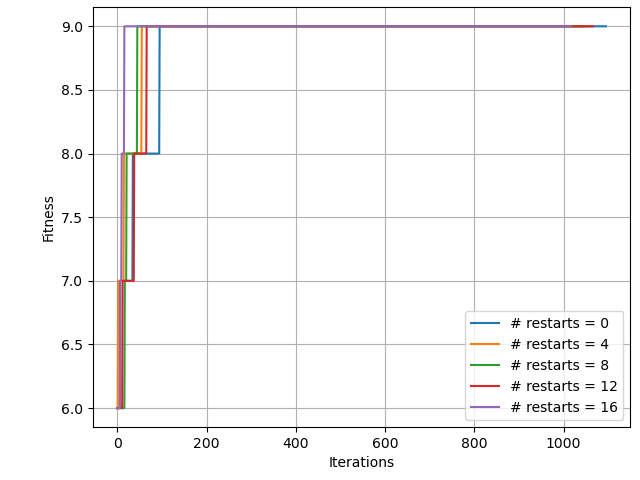 9.0
8.5
8.0
7.5
7.0
6.5
6.0
Fitness
0 200 400 600 800 1000
Iterations
# restarts = 0
# restarts = 4
# restarts = 8
# restarts = 12
# restarts = 16